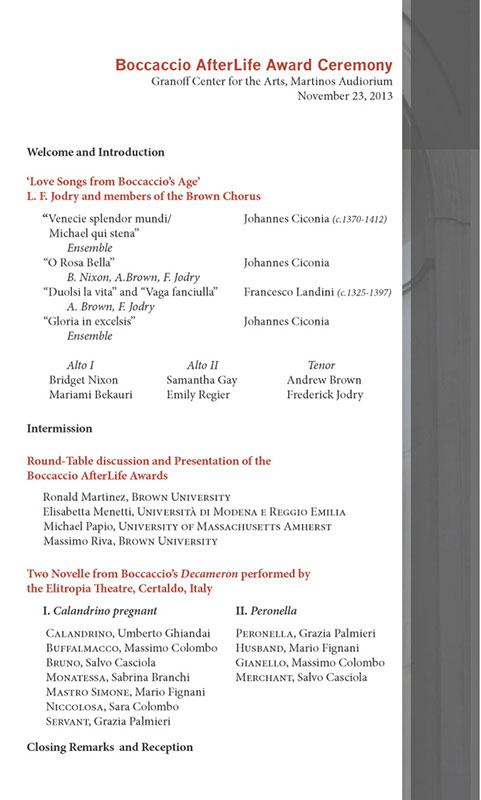 Boccaccio AfterLife Award Ceremony
Granoff Center for the Arts, Martinos Audiorium
November 23, 2013
Welcome and Introduction
‘Love Songs from Boccaccio’s Age’
L. F. Jodry and members of the Brown Chorus
“Venecie splendor mundi/ Johannes Ciconia (c.1370-1412)
Michael qui stena”
Ensemble
“O Rosa Bella” Johannes Ciconia
B. Nixon, A.Brown, F. Jodry
“Duolsi la vita” and “Vaga fanciulla” Francesco Landini (c.1325-1397)
A. Brown, F. Jodry
“Gloria in excelsis” Johannes Ciconia
Ensemble
Alto I Alto II Tenor
Bridget Nixon Samantha Gay Andrew Brown
Mariami Bekauri Emily Regier Frederick Jodry
Intermission
Round-Table discussion and Presentation of the
Boccaccio AfterLife Awards
Ronald Martinez, Brown University
Elisabetta Menetti, Università di Modena e Reggio Emilia
Michael Papio, University of Massachusetts Amherst
Massimo Riva, Brown University
Two Novelle from Boccaccio’s Decameron performed by
the Elitropia Theatre, Certaldo, Italy
I. Calandrino pregnant II. Peronella
Calandrino, Umberto Ghiandai Peronella, Grazia Palmieri
Buffalmacco, Massimo Colombo Husband, Mario Fignani
Bruno, Salvo Casciola Gianello, Massimo Colombo
Monatessa, Sabrina Branchi Merchant, Salvo Casciola
Mastro Simone, Mario Fignani
Niccolosa, Sara Colombo
Servant, Grazia Palmieri
Closing Remarks and Reception